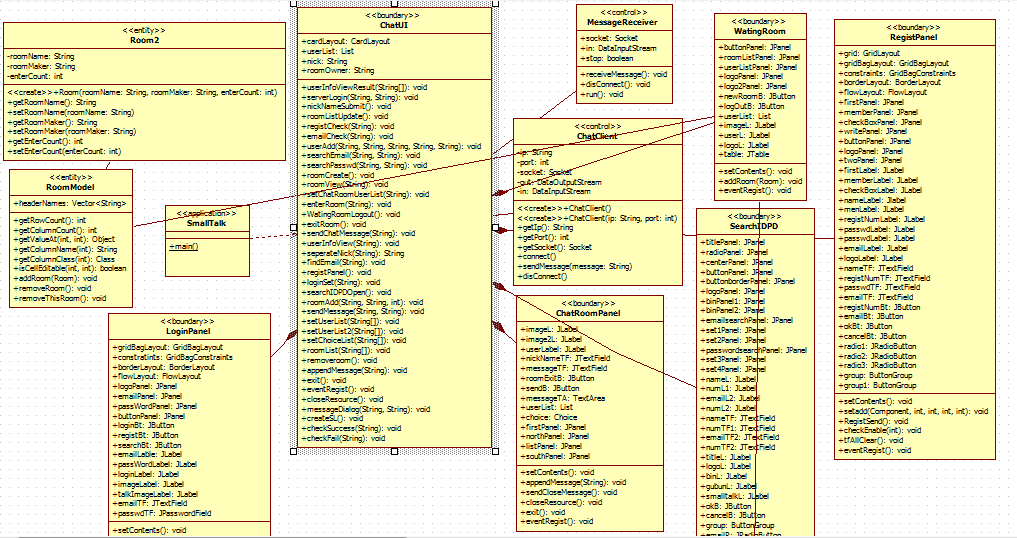 <<entity>>
Room2
-roomName: String
-roomMaker: String
-enterCount: int
<<create>>+Room(roomName: String, roomMaker: String, enterCount: int)
+getRoomName(): String
+setRoomName(roomName: String)
+getRoomMaker(): String
+setRoomMaker(roomMaker: String)
+getEnterCount(): int
+setEnterCount(enterCount: int)
<<entity>>
RoomModel
+headerNames: Vector<String>
+getRowCount(): int
+getColumnCount(): int
+getValueAt(int, int): Object
+getColumnName(int): String
+getColumnClass(int): Class
+isCellEditable(int, int): boolean
+addRoom(Room): void
+removeRoom(): void
+removeThisRoom(): void
<<application>>
SmallTalk
+main()
<<boundary>>
LoginPanel
+gridBagLayout: GridBagLayout
+constratints: GridBagConstraints
+borderLayout: BorderLayout
+flowLayout: FlowLayout
+logoPanel: JPanel
+emailPanel: JPanel
+passWordPanel: JPanel
+buttonPanel: JPanel
+loginBt: JButton
+registBt: JButton
+searchBt: JButton
+emailLable: JLabel
+passWordLabel: JLabel
+loginLabel: JLabel
+imageLabel: JLabel
+talkImageLabel: JLabel
+emailTF: JTextField
+passwdTF: JPasswordField
+setContents(): void
<<boundary>>
ChatUI
+cardLayout: CardLayout
+userList: List
+nick: String
+roomOwner: String
+userInfoViewResult(String[]): void
+serverLogin(String, String): void
+nickNameSubmit(): void
+roomListUpdate(): void
+registCheck(String): void
+emailCheck(String): void
+userAdd(String, String, String, String, String): void
+searchEmail(String, String): void
+searchPasswd(String, String): void
+roomCreate(): void
+roomView(String): void
+setChatRoomUserList(String): void
+enterRoom(String): void
+WatingRoomLogout(): void
+exitRoom(): void
+sendChatMessage(String): void
+userInfoView(String): void
+seperateNick(String): String
+findEmail(String): void
+registPanel(): void
+loginSet(String): void
+searchIDPDOpen(): void
+roomAdd(String, String, int): void
+sendMessage(String, String): void
+setUserList(String[]): void
+setUserList2(String[]): void
+setChoiceList(String[]): void
+roomList(String[]): void
+removeroom(): void
+appendMessage(String): void
+exit(): void
+eventRegist(): void
+closeResource(): void
+messageDialog(String, String): void
+createSL(): void
+checkSuccess(String): void
+checkFail(String): void
<<control>>
MessageReceiver
+socket: Socket
+in: DataInputStream
+stop: boolean
+receiveMessage(): void
+disConnect(): void
+run(): void
<<control>>
ChatClient
-ip: String
-port: int
-socket: Socket
-out: DataOutputStream
-in: DataInputStream
<<create>>+ChatClient()
<<create>>+ChatClient(ip: String, port: int)
+getIp(): String
+getPort(): int
+getSocket(): Socket
+connect()
+sendMessage(message: String)
+disConnect()
<<boundary>>
ChatRoomPanel
+imageL: JLabel
+image2L: JLabel
+userLabel: JLabel
+nickNameTF: JTextField
+messageTF: JTextField
+roomExitB: JButton
+sendB: JButton
+messageTA: TextArea
+userList: List
+choice: Choice
+firstPanel: JPanel
+northPanel: JPanel
+listPanel: JPanel
+southPanel: JPanel
+setContents(): void
+appendMessage(String): void
+sendCloseMessage(): void
+closeResource(): void
+exit(): void
+eventRegist(): void
<<boundary>>
WatingRoom
+buttonPanel: JPanel
+roomListPanel: JPanel
+userListPanel: JPanel
+logoPanel: JPanel
+logo2Panel: JPanel
+newRoomB: JButton
+logOutB: JButton
+userList: List
+imageL: JLabel
+userL: JLabel
+logoL: JLabel
+table: JTable
+setContents(): void
+addRoom(Room): void
+eventRegist(): void
<<boundary>>
SearchIDPD
+titlePanel: JPanel
+radioPanel: JPanel
+centerPanel: JPanel
+buttonPanel: JPanel
+buttonborderPanel: JPanel
+logoPanel: JPanel
+binPanel1: JPanel
+binPanel2: JPanel
+emailsearchPanel: JPanel
+set1Panel: JPanel
+set2Panel: JPanel
+passwordsearchPanel: JPanel
+set3Panel: JPanel
+set4Panel: JPanel
+nameL: JLabel
+numL1: JLabel
+emailL2: JLabel
+numL2: JLabel
+nameTF: JTextField
+numTF1: JTextField
+emailTF2: JTextField
+numTF2: JTextField
+titleL: JLabel
+logoL: JLabel
+binL: JLabel
+gubunL: JLabel
+smalltalkL: JLabel
+okB: JButton
+cancelB: JButton
+group: ButtonGroup
+emailR: JRadioButton
<<boundary>>
RegistPanel
+grid: GridLayout
+gridBagLayout: GridBagLayout
+constraints: GridBagConstraints
+borderLayout: BorderLayout
+flowLayout: FlowLayout
+firstPanel: JPanel
+memberPanel: JPanel
+checkBoxPanel: JPanel
+writePanel: JPanel
+buttonPanel: JPanel
+logoPanel: JPanel
+twoPanel: JPanel
+firstLabel: JLabel
+memberLabel: JLabel
+checkBoxLabel: JLabel
+nameLabel: JLabel
+menLabel: JLabel
+registNumLabel: JLabel
+passwdLabel: JLabel
+passwdLabel: JLabel
+emailLabel: JLabel
+logoLabel: JLabel
+nameTF: JTextField
+registNumTF: JTextField
+passwdTF: JTextField
+emailTF: JTextField
+registNumBt: JButton
+emailBt: JButton
+okBt: JButton
+cancelBt: JButton
+radio1: JRadioButton
+radio2: JRadioButton
+radio3: JRadioButton
+group: ButtonGroup
+group1: ButtonGroup
+setContents(): void
+setadd(Component, int, int, int, int): void
+RegistSend(): void
+checkEnable(int): void
+tfAllClear(): void
+eventRegist(): void